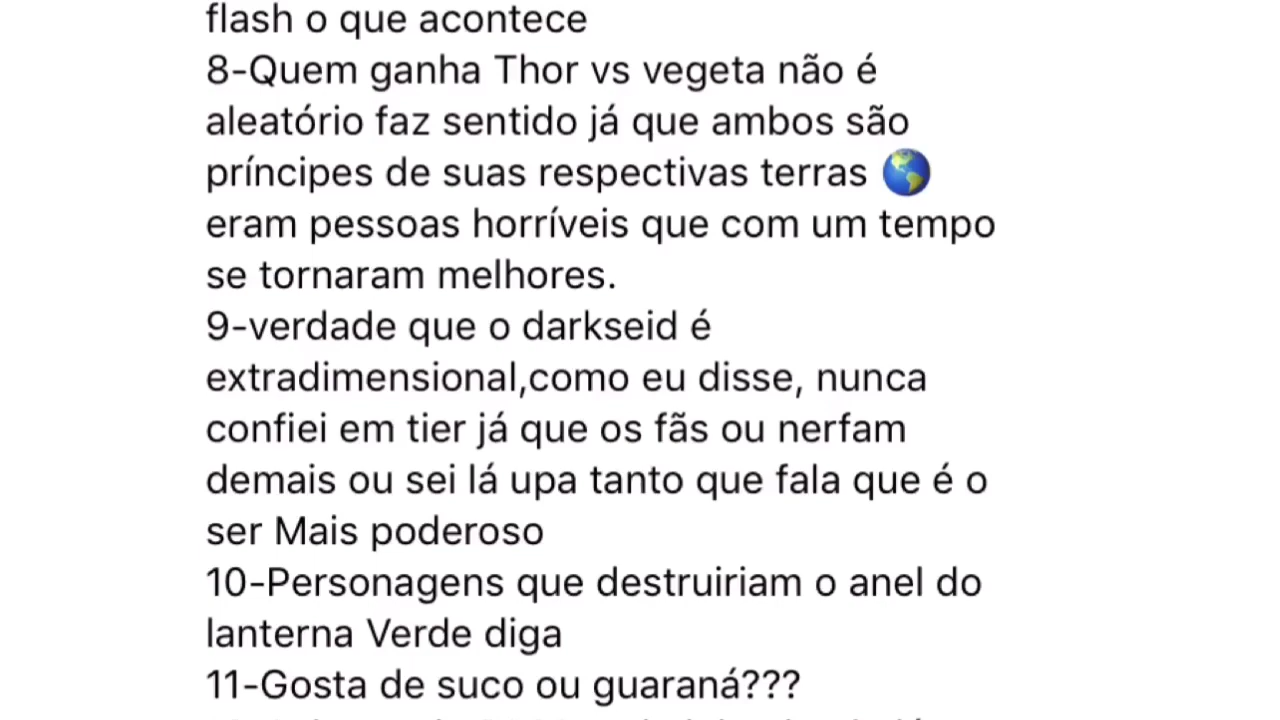 flash o que acontece
8-Quem ganha Thor vs vegeta não é
aleatório faz sentido já que ambos são
príncipes de suas respectivas terras 🌎
eram pessoas horríveis que com um tempo
se tornaram melhores.
9-verdade que o darkseid é
extradimensional,como eu disse, nunca
confiei em tier já que os fãs ou nerfam
demais ou sei lá upa tanto que fala que é o
ser Mais poderoso
10-Personagens que destruiriam o anel do
lanterna Verde diga
11-Gosta de suco ou guaraná???